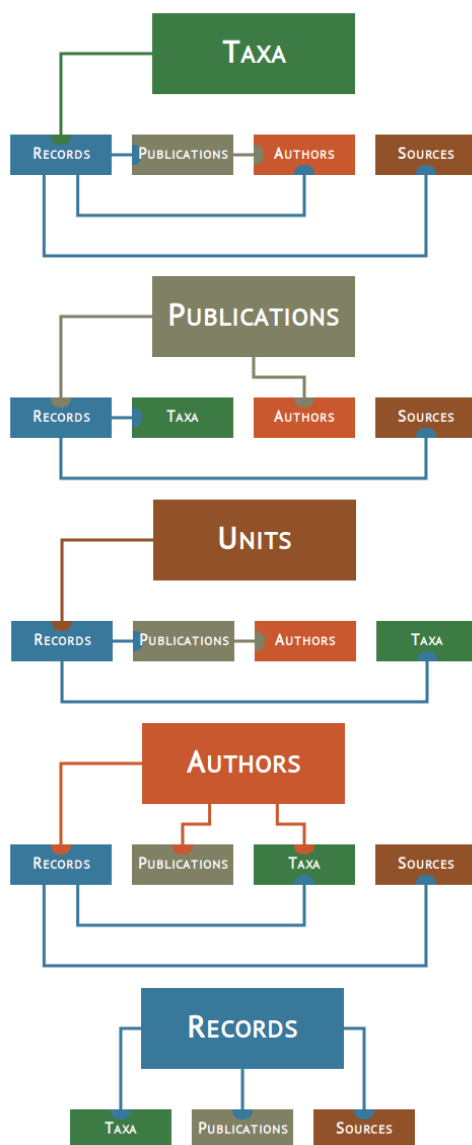 TAXA
RECORDS PUBLICATIONS AUTHORS SOURCES
PUBLICATIONS
RECORDS TAXA AUTHORS SOURCES
UNITS
RECORDS PUBLICATIONS AUTHORS TAXA
AUTHORS
RECORDS PUBLICATIONS TAXA SOURCES
RECORDS
TAXA PUBLICATIONS SOURCES